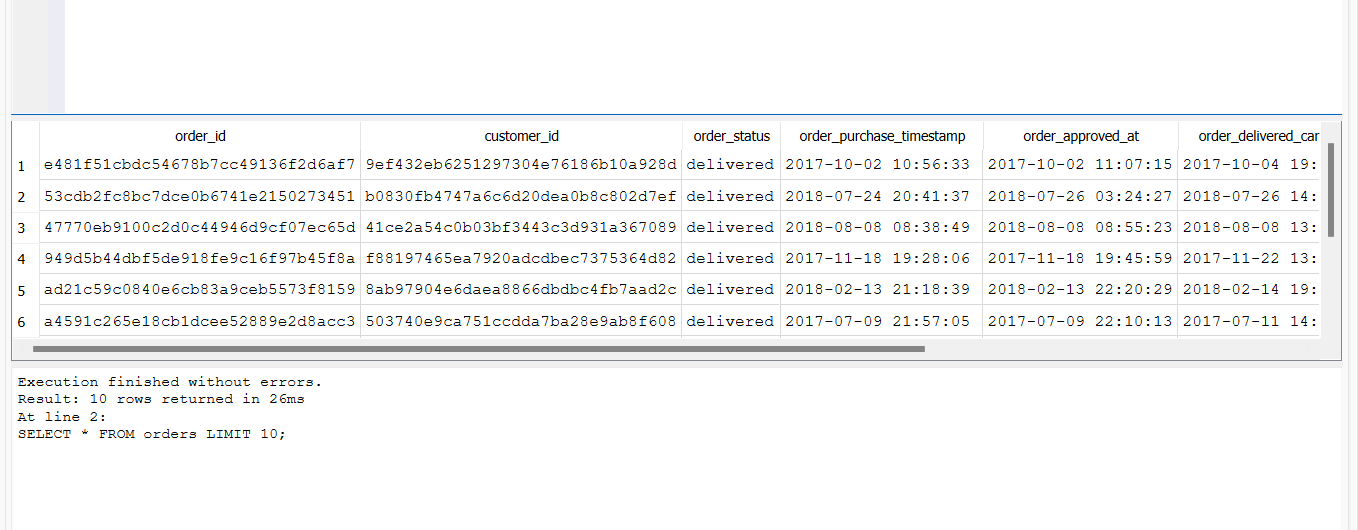 order_id customer_id order_status order_purchase_timestamp order_approved_at order_delivered_car
1 e481f51cbdc54678b7cc49136f2d6af7 9ef432eb6251297304e76186b10a928d delivered 2017-10-02 10:56:33 2017-10-02 11:07:15 2017-10-04 19:
2 53cdb2fc8bc7dce0b6741e2150273451 b0830fb4747a6c6d20dea0b8c802d7ef delivered 2018-07-24 20:41:37 2018-07-26 03:24:27 2018-07-26 14:
3 47770eb9100c2d0c44946d9cf07ec65d 41ce2a54c0b03bf3443c3d931a367089 delivered 2018-08-08 08:38:49 2018-08-08 08:55:23 2018-08-08 13:
4 949d5b44dbf5de918fe9c16f97b45f8a f88197465ea7920adcdbec7375364d82 delivered 2017-11-18 19:28:06 2017-11-18 19:45:59 2017-11-22 13:
5 ad21c59c0840e6cb83a9ceb5573f8159 8ab97904e6daea8866dbdbc4fb7aad2c delivered 2018-02-13 21:18:39 2018-02-13 22:20:29 2018-02-14 19:
6 a4591c265e18cb1dcee52889e2d8acc3 503740e9ca751ccdda7ba28e9ab8f608 delivered 2017-07-09 21:57:05 2017-07-09 22:10:13 2017-07-11 14:
Execution finished without errors.
Result: 10 rows returned in 26ms
At line 2:
SELECT * FROM orders LIMIT 10;